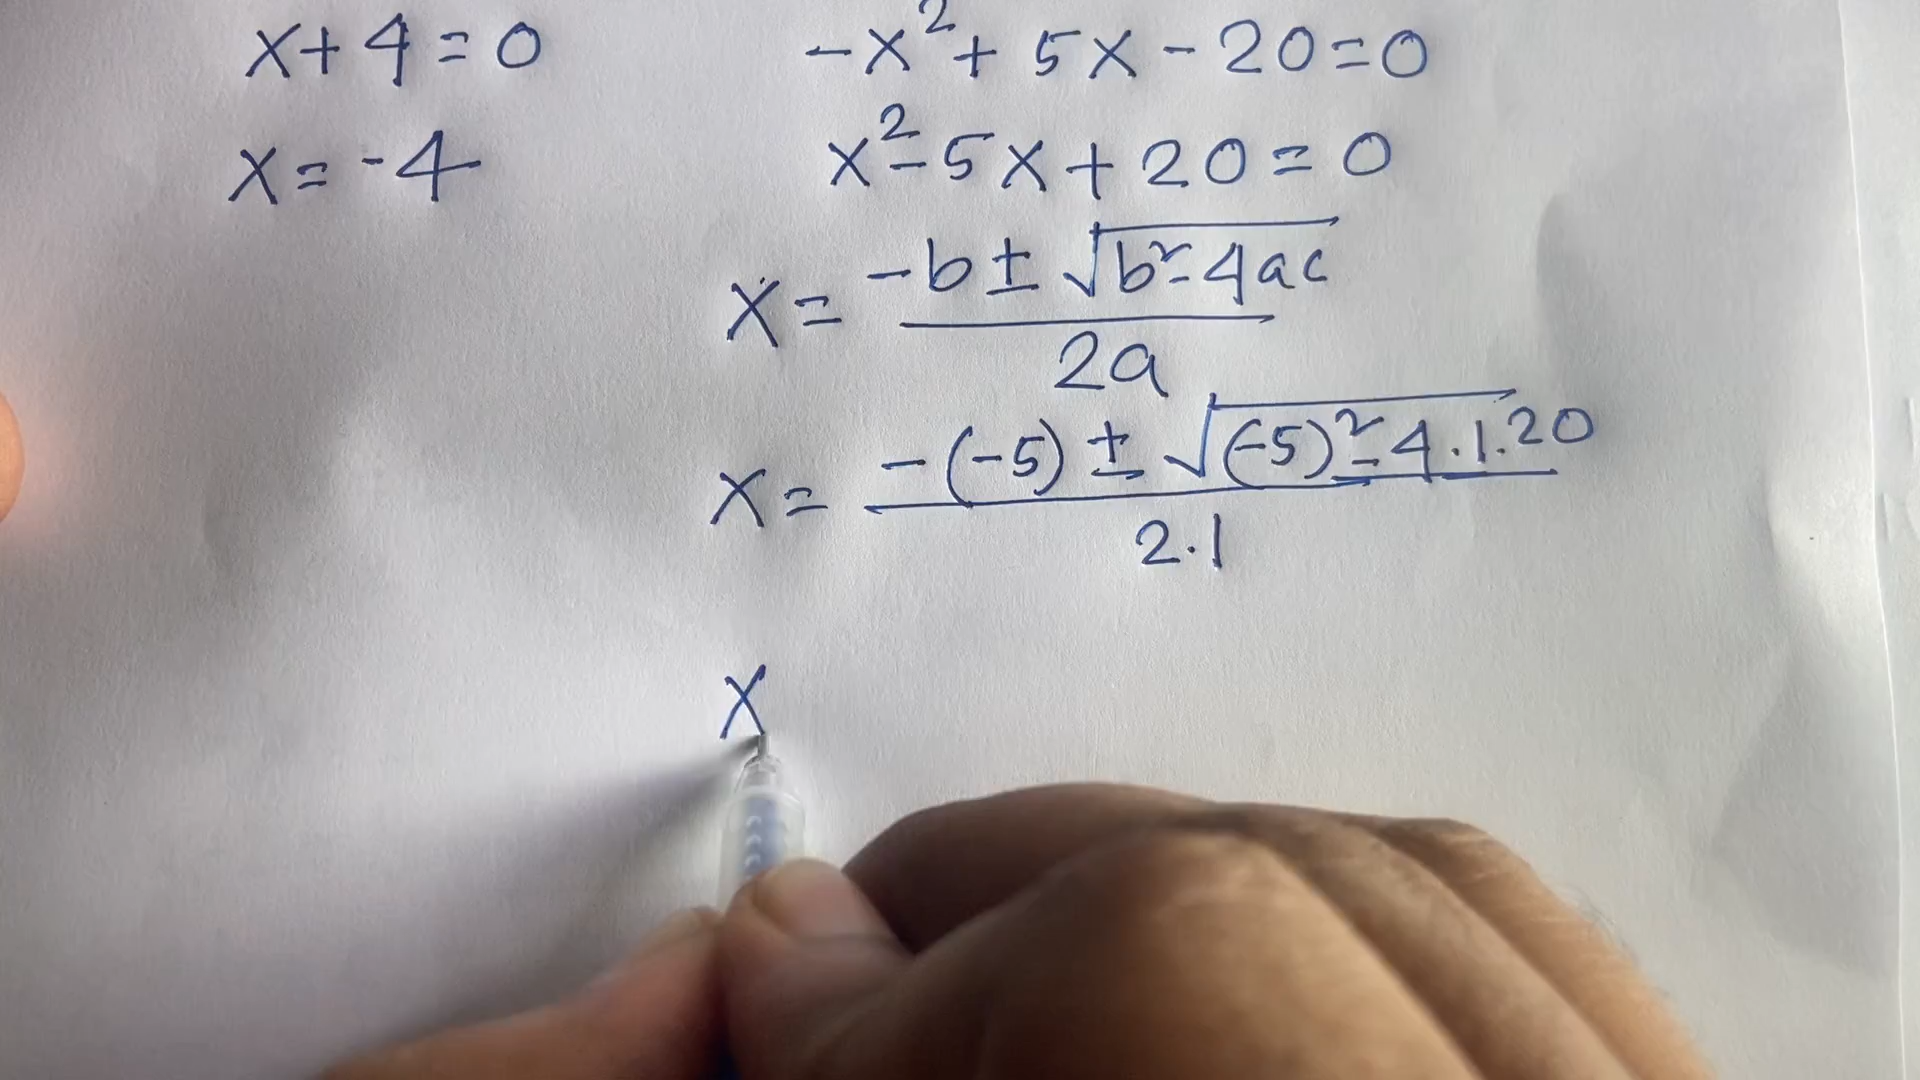 x+4=0
x=-4
-x²+5x-20=0
x²-5x+20=0
x=(-b±√(b²-4ac))/(2a)
x=(-(-5)±√((-5)²-4.1.20))/(2.1)
x